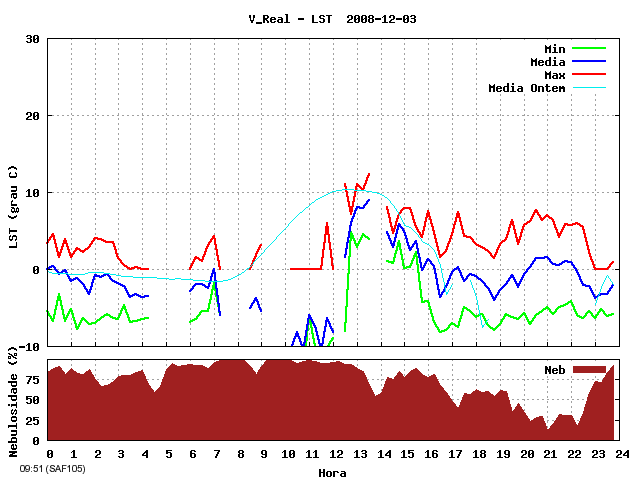 V_Real - LST  2008-12-03
LST (grau C)
30
20
10
0
-10
Min
Media
Max
Media Ontem
Nebulosidade (%)
75
50
25
0
Neb
0 1 2 3 4 5 6 7 8 9 10 11 12 13 14 15 16 17 18 19 20 21 22 23 24
Hora
09:51 (SAF105)